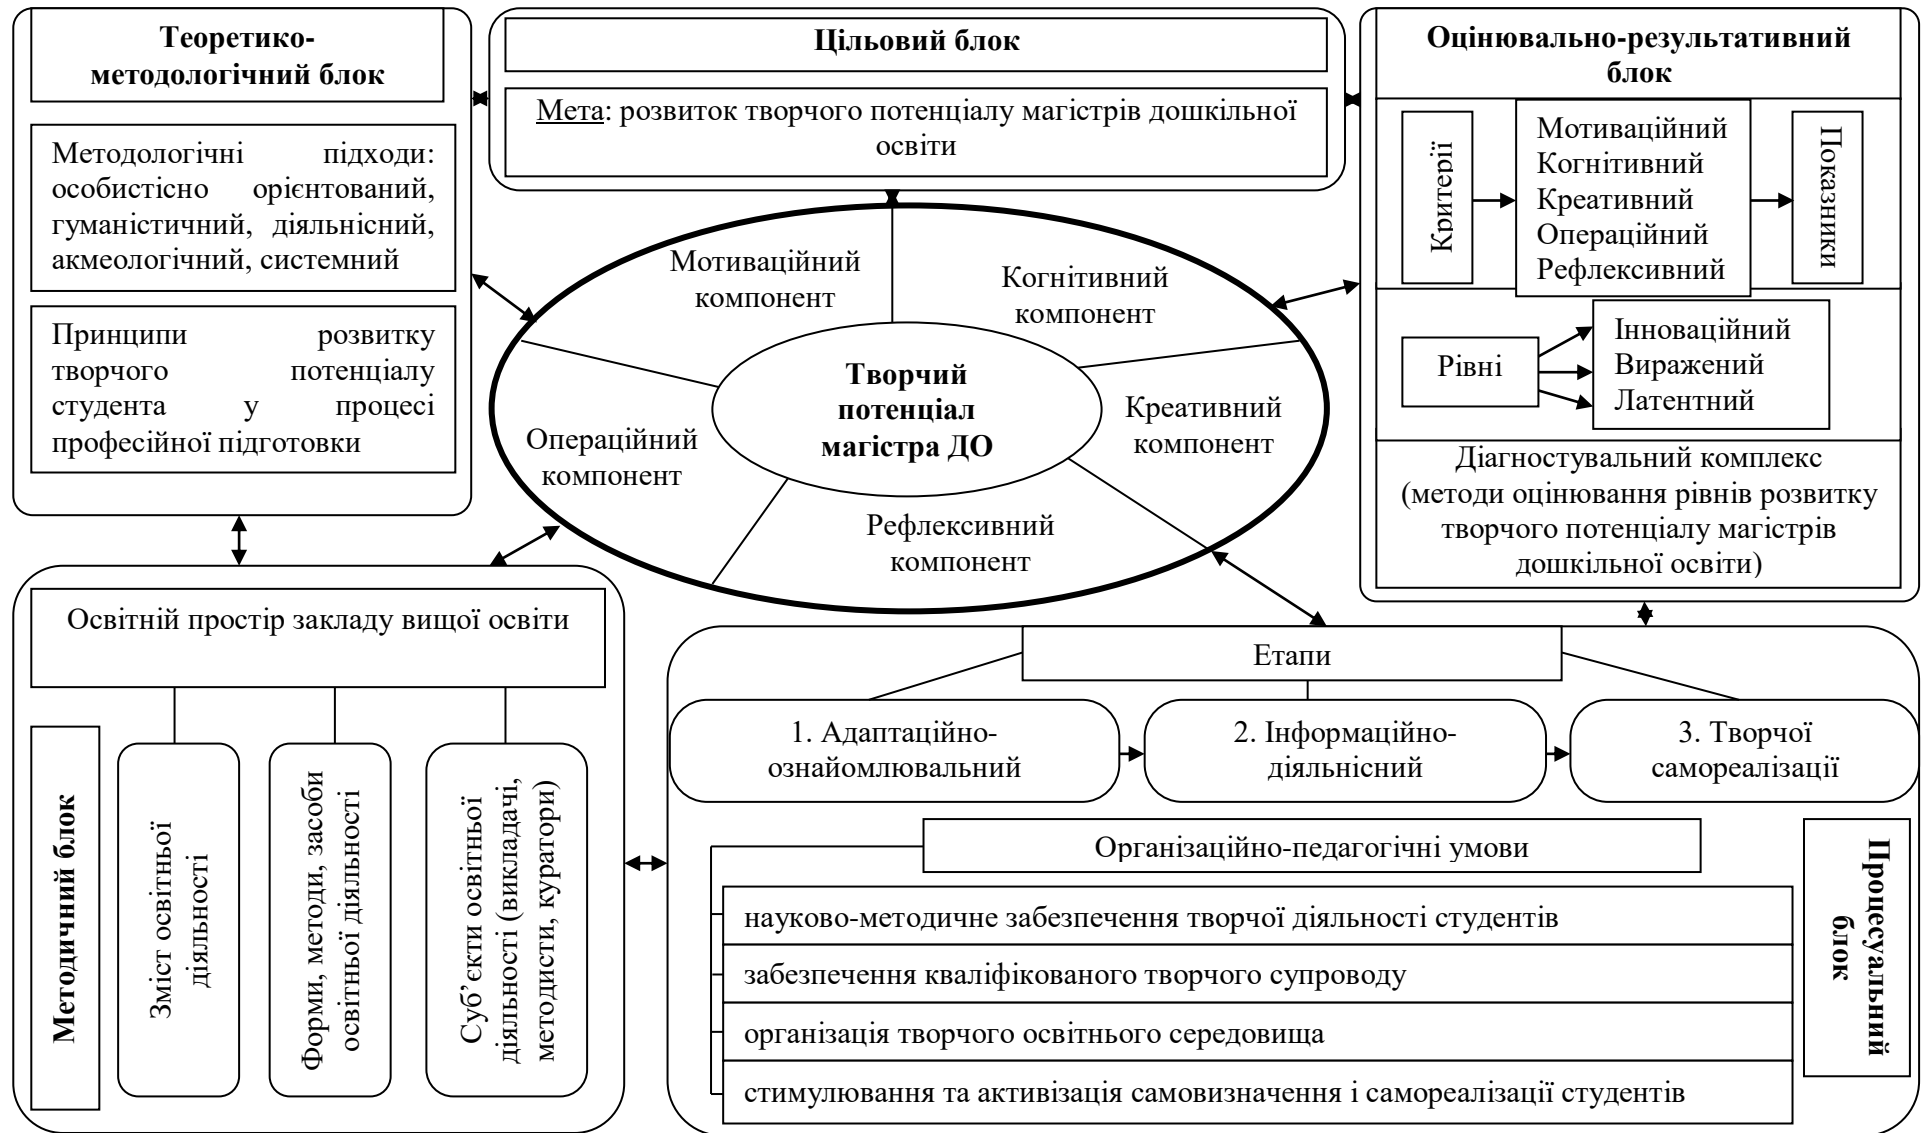 Теоретико-
методологічний блок
Методологічні підходи:
особистісно орієнтований,
гуманістичний, діяльнісний,
акмеологічний, системний
Принципи розвитку
творчого потенціалу
студента у процесі
професійної підготовки
Цільовий блок
Мета: розвиток творчого потенціалу магістрів дошкільної
освіти
Оцінювально-результативний
блок
Критерії
Мотиваційний
Когнітивний
Креативний
Операційний
Рефлексивний
Показники
Рівні
Інноваційний
Виражений
Латентний
Діагностувальний комплекс
(методи оцінювання рівнів розвитку
творчого потенціалу магістрів
дошкільної освіти)
Мотиваційний
компонент
Когнітивний
компонент
Креативний
компонент
Рефлексивний
компонент
Операційний
компонент
Творчий
потенціал
магістра ДО
Освітній простір закладу вищої освіти
Методичний блок
Зміст освітньої
діяльності
Форми, методи, засоби
освітньої діяльності
Суб’єкти освітньої
діяльності (викладачі,
методисти, куратори)
Етапи
1. Адаптаційно-
ознайомлювальний
2. Інформаційно-
діяльнісний
3. Творчої
самореалізації
Організаційно-педагогічні умови
науково-методичне забезпечення творчої діяльності студентів
забезпечення кваліфікованого творчого супроводу
організація творчого освітнього середовища
стимулювання та активізація самовизначення і самореалізації студентів
Процесуальний
блок